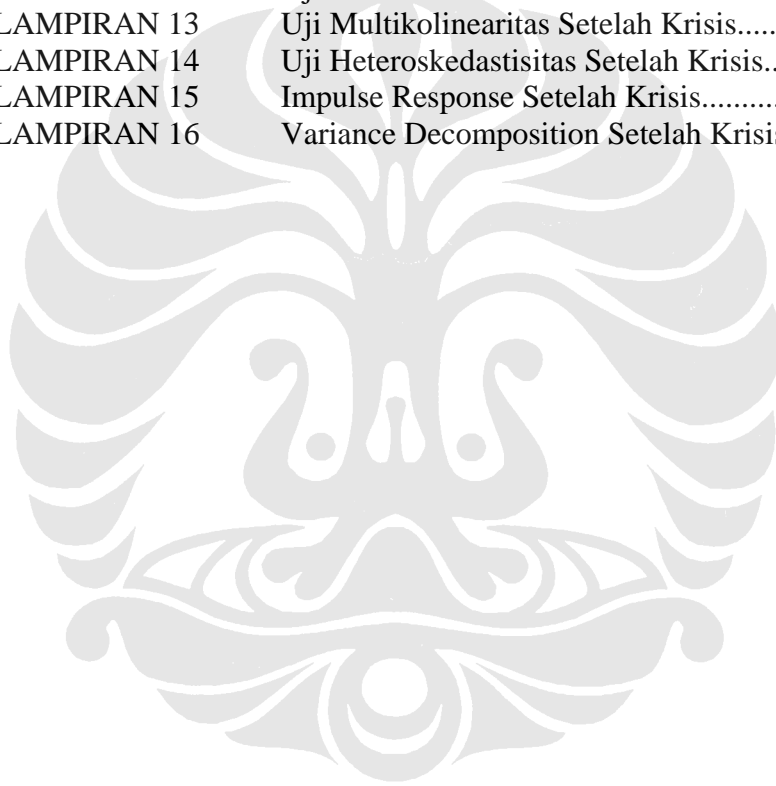 LAMPIRAN 13 Uji Multikolinearitas Setelah Krisis.....
LAMPIRAN 14 Uji Heteroskedastisitas Setelah Krisis..
LAMPIRAN 15 Impulse Response Setelah Krisis..........
LAMPIRAN 16 Variance Decomposition Setelah Krisis